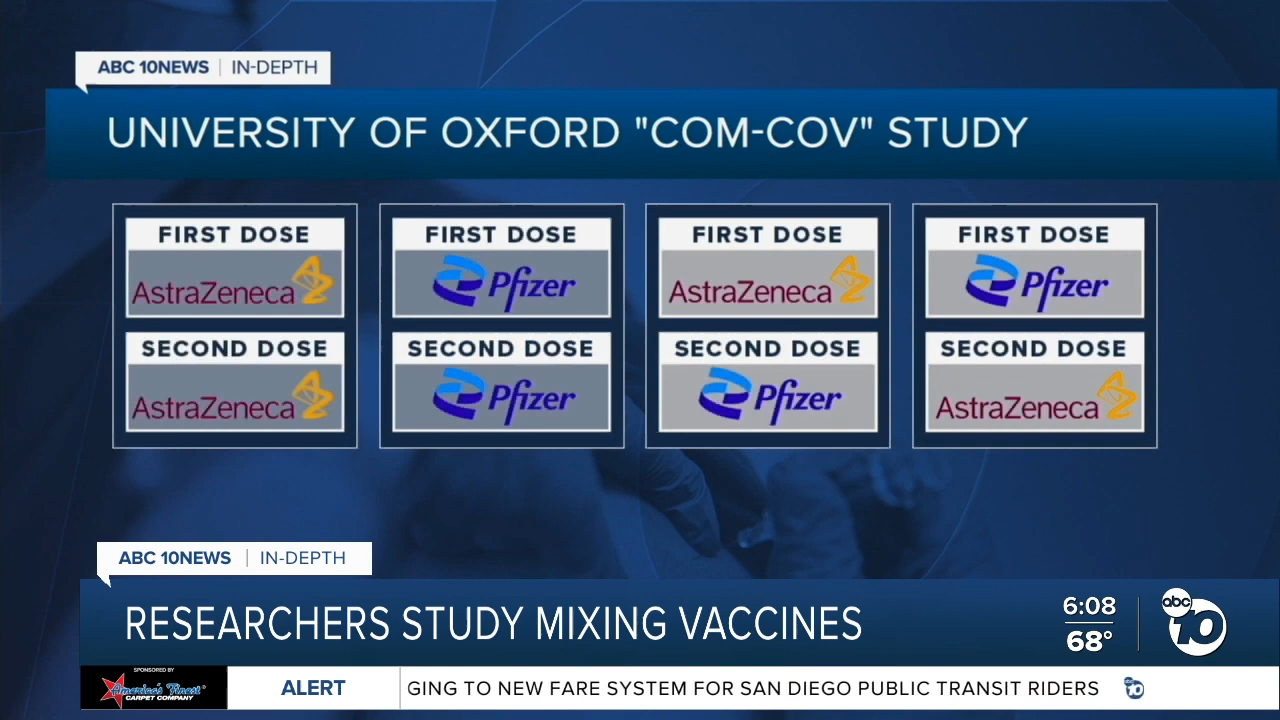 ABC 10NEWS | IN-DEPTH
UNIVERSITY OF OXFORD "COM-COV" STUDY
FIRST DOSE
AstraZeneca
SECOND DOSE
AstraZeneca
FIRST DOSE
Pfizer
SECOND DOSE
Pfizer
FIRST DOSE
AstraZeneca
SECOND DOSE
Pfizer
FIRST DOSE
Pfizer
SECOND DOSE
AstraZeneca
ABC 10NEWS | IN-DEPTH
RESEARCHERS STUDY MIXING VACCINES
6:08
68°
abc 10
SPONSORED BY
America's Finest
CARPET COMPANY
ALERT
GING TO NEW FARE SYSTEM FOR SAN DIEGO PUBLIC TRANSIT RIDERS
abc 10